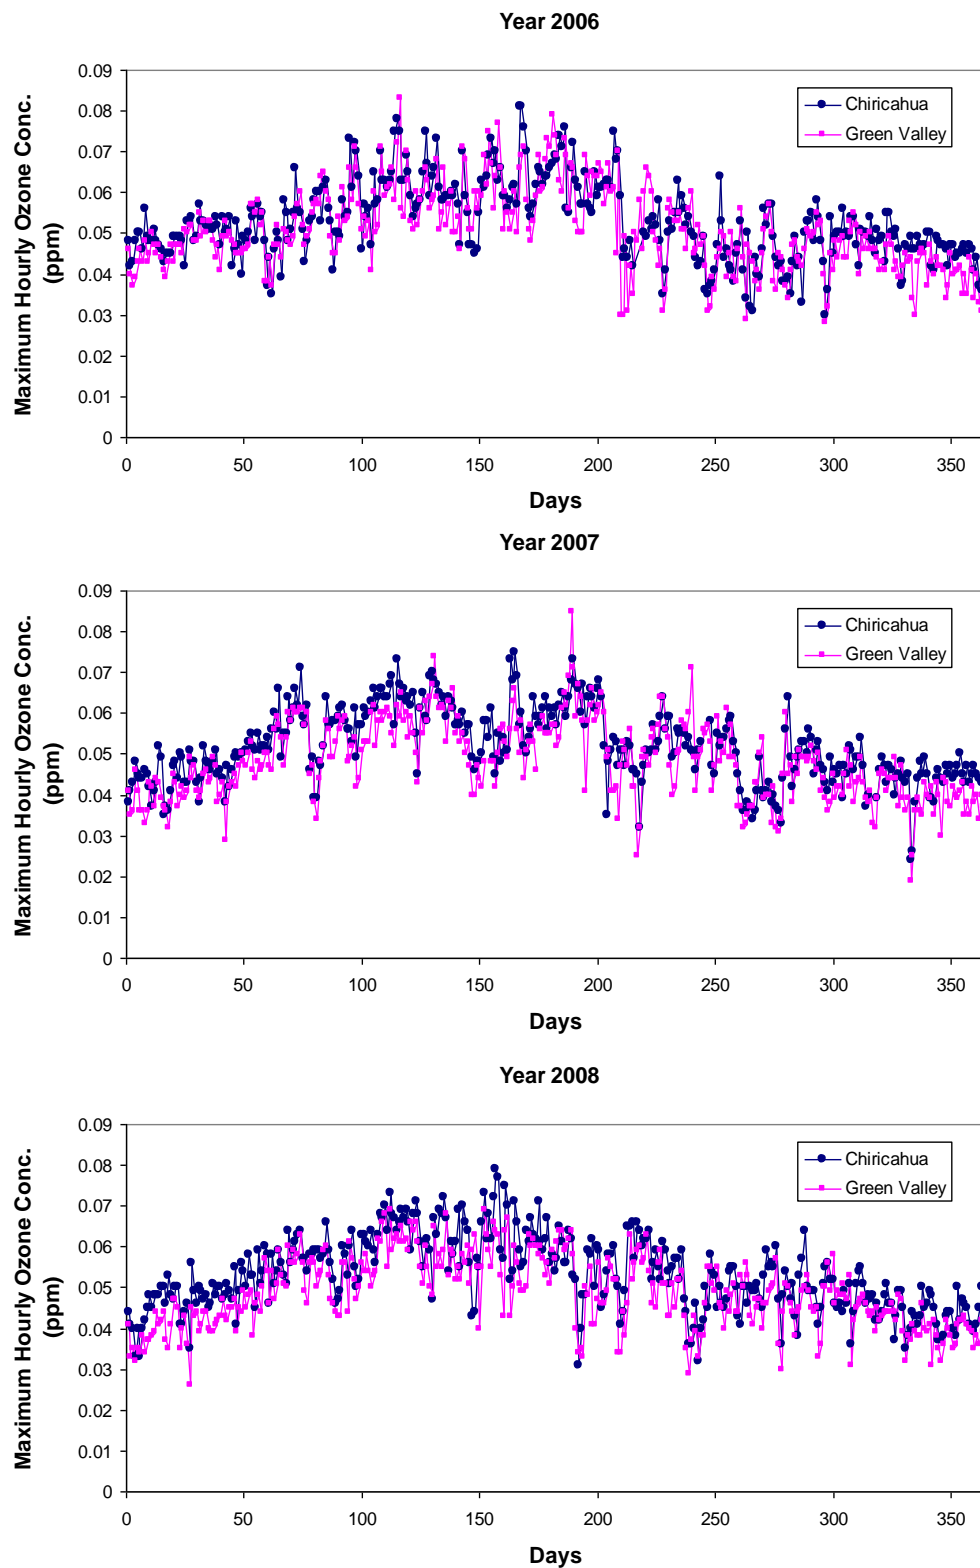 Year 2006
Maximum Hourly Ozone Conc.
(ppm)
0.09
0.08
0.07
0.06
0.05
0.04
0.03
0.02
0.01
0
Chiricahua
Green Valley
0 50 100 150 200 250 300 350
Days
Year 2007
Maximum Hourly Ozone Conc.
(ppm)
0.09
0.08
0.07
0.06
0.05
0.04
0.03
0.02
0.01
0
Chiricahua
Green Valley
0 50 100 150 200 250 300 350
Days
Year 2008
Maximum Hourly Ozone Conc.
(ppm)
0.09
0.08
0.07
0.06
0.05
0.04
0.03
0.02
0.01
0
Chiricahua
Green Valley
0 50 100 150 200 250 300 350
Days